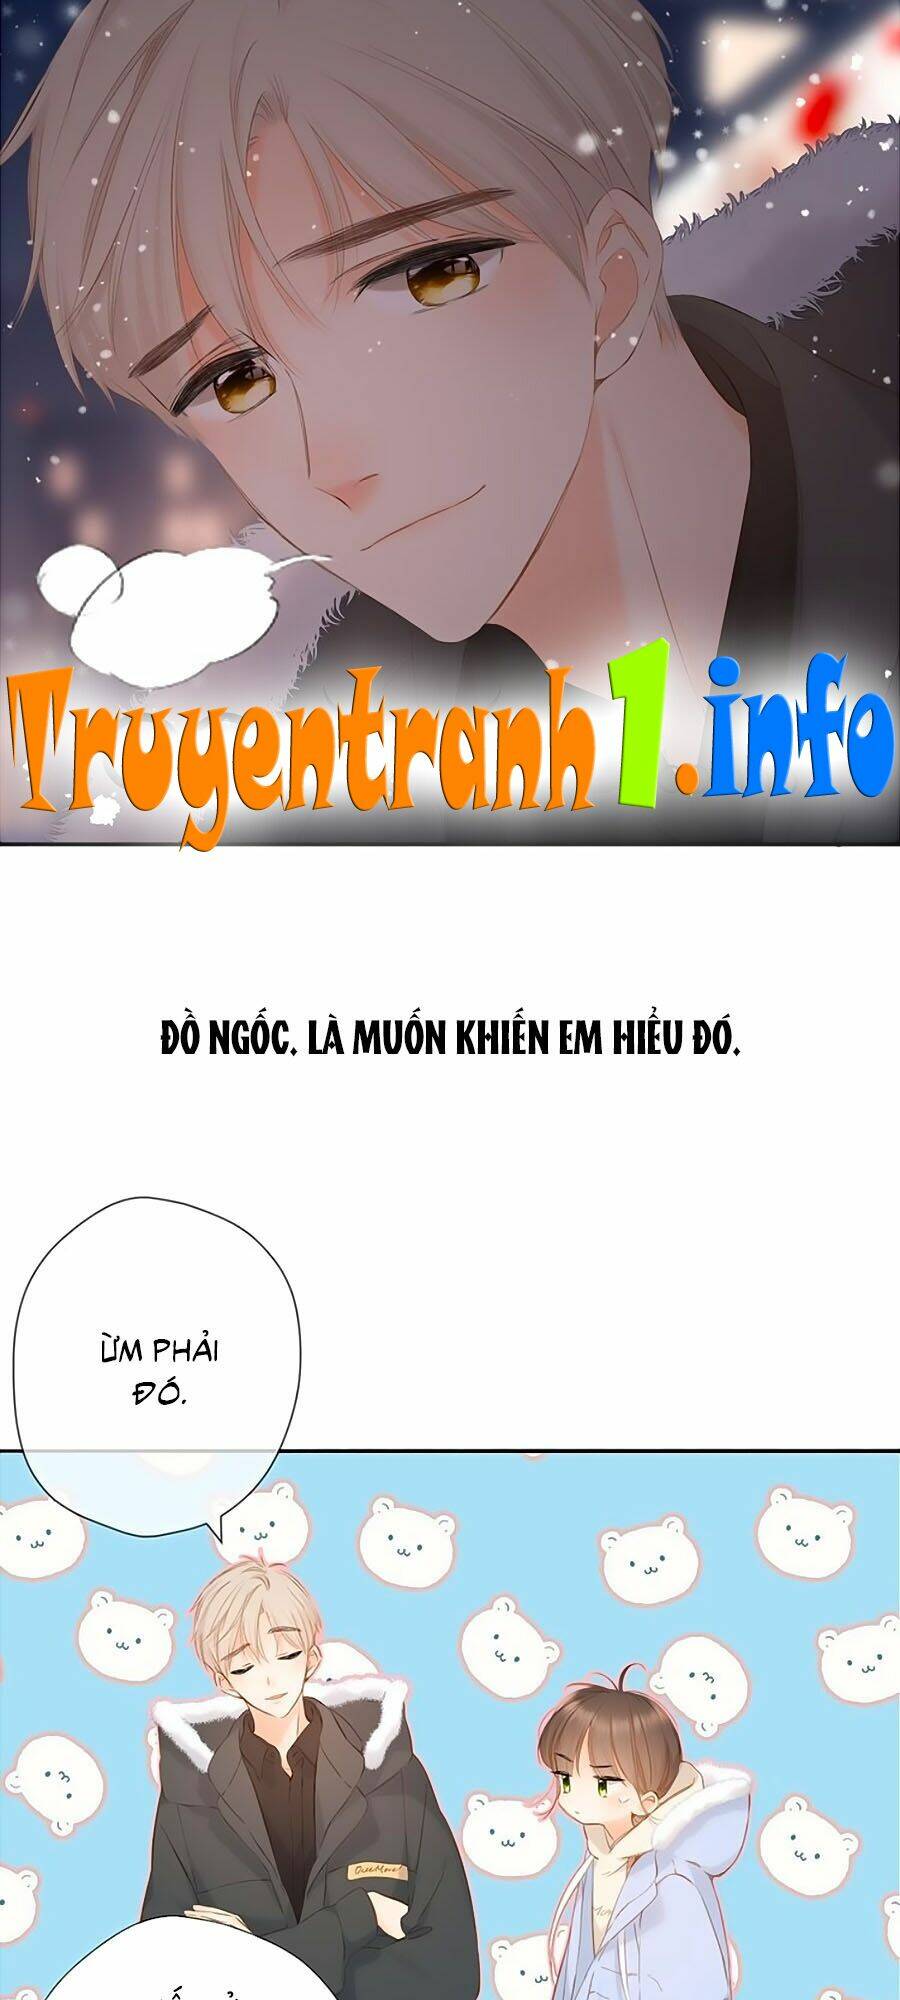 Truyentranh1.info
ĐỒ NGỐC. LÀ MUỐN KHIẾN EM HIỂU ĐÓ.
ỪM PHẢI
ĐÓ.